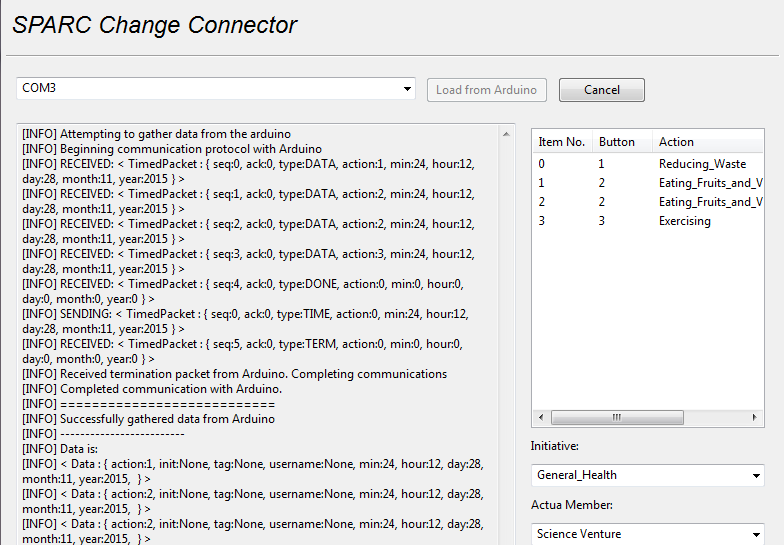 SPARC Change Connector
COM3
Load from Arduino
Cancel
[INFO] Attempting to gather data from the arduino
[INFO] Beginning communication protocol with Arduino
[INFO] RECEIVED: < TimedPacket : { seq:0, ack:0, type:DATA, action:1, min:24, hour:12,
day:28, month:11, year:2015 } >
[INFO] RECEIVED: < TimedPacket : { seq:1, ack:0, type:DATA, action:2, min:24, hour:12,
day:28, month:11, year:2015 } >
[INFO] RECEIVED: < TimedPacket : { seq:2, ack:0, type:DATA, action:2, min:24, hour:12,
day:28, month:11, year:2015 } >
[INFO] RECEIVED: < TimedPacket : { seq:3, ack:0, type:DATA, action:3, min:24, hour:12,
day:28, month:11, year:2015 } >
[INFO] RECEIVED: < TimedPacket : { seq:4, ack:0, type:DONE, action:0, min:0, hour:0,
day:0, month:0, year:0 } >
[INFO] SENDING: < TimedPacket : { seq:0, ack:0, type:TIME, action:0, min:24, hour:12,
day:28, month:11, year:2015 } >
[INFO] RECEIVED: < TimedPacket : { seq:5, ack:0, type:TERM, action:0, min:0, hour:0,
day:0, month:0, year:0 } >
[INFO] Received termination packet from Arduino. Completing communications
[INFO] Completed communication with Arduino.
[INFO] ===========================
[INFO] Successfully gathered data from Arduino
[INFO] -------------------------
[INFO] Data is:
[INFO] < Data : { action:1, init:None, tag:None, username:None, min:24, hour:12, day:28,
month:11, year:2015,  } >
[INFO] < Data : { action:2, init:None, tag:None, username:None, min:24, hour:12, day:28,
month:11, year:2015,  } >
[INFO] < Data : { action:2, init:None, tag:None, username:None, min:24, hour:12, day:28,
month:11, year:2015,  } >
Item No. Button Action
0 1 Reducing_Waste
1 2 Eating_Fruits_and_V
2 2 Eating_Fruits_and_V
3 3 Exercising
Initiative:
General_Health
Actua Member:
Science Venture